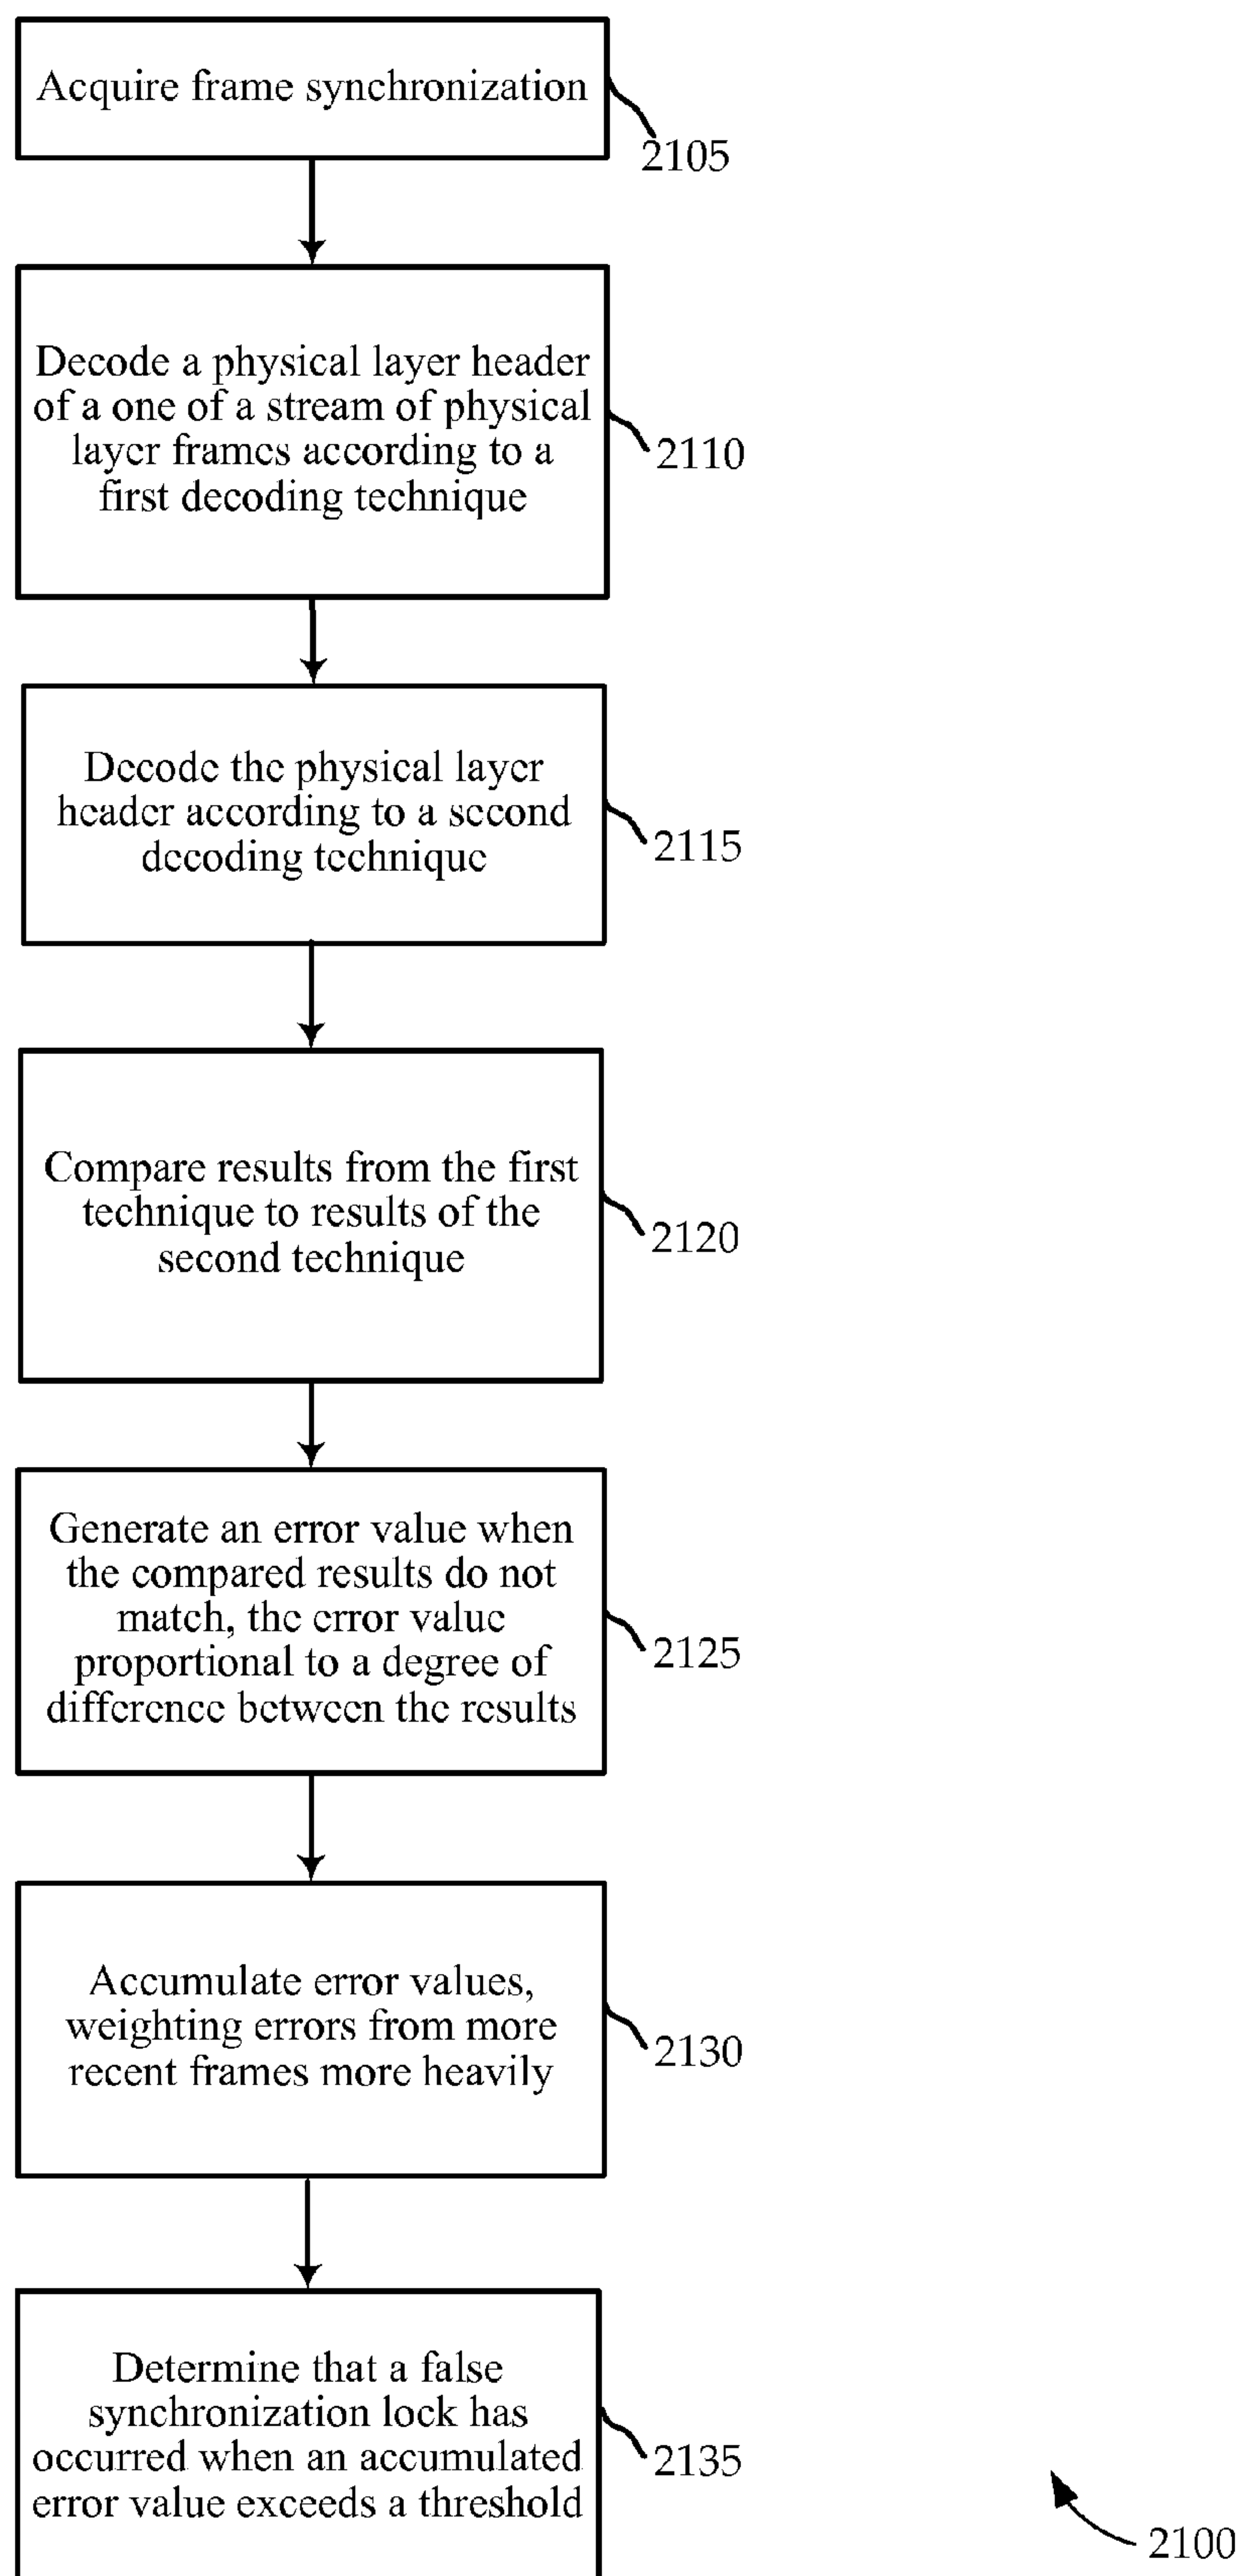 Acquire frame synchronization
2105
Decode a physical layer header
of a one of a stream of physical
layer frames according to a
first decoding technique
2110
Decode the physical layer
header according to a second
decoding technique
2115
Compare results from the first
technique to results of the
second technique
2120
Generate an error value when
the compared results do not
match, the error value
proportional to a degree of
difference between the results
2125
Accumulate error values,
weighting errors from more
recent frames more heavily
2130
Determine that a false
synchronization lock has
occurred when an accumulated
error value exceeds a threshold
2135
2100